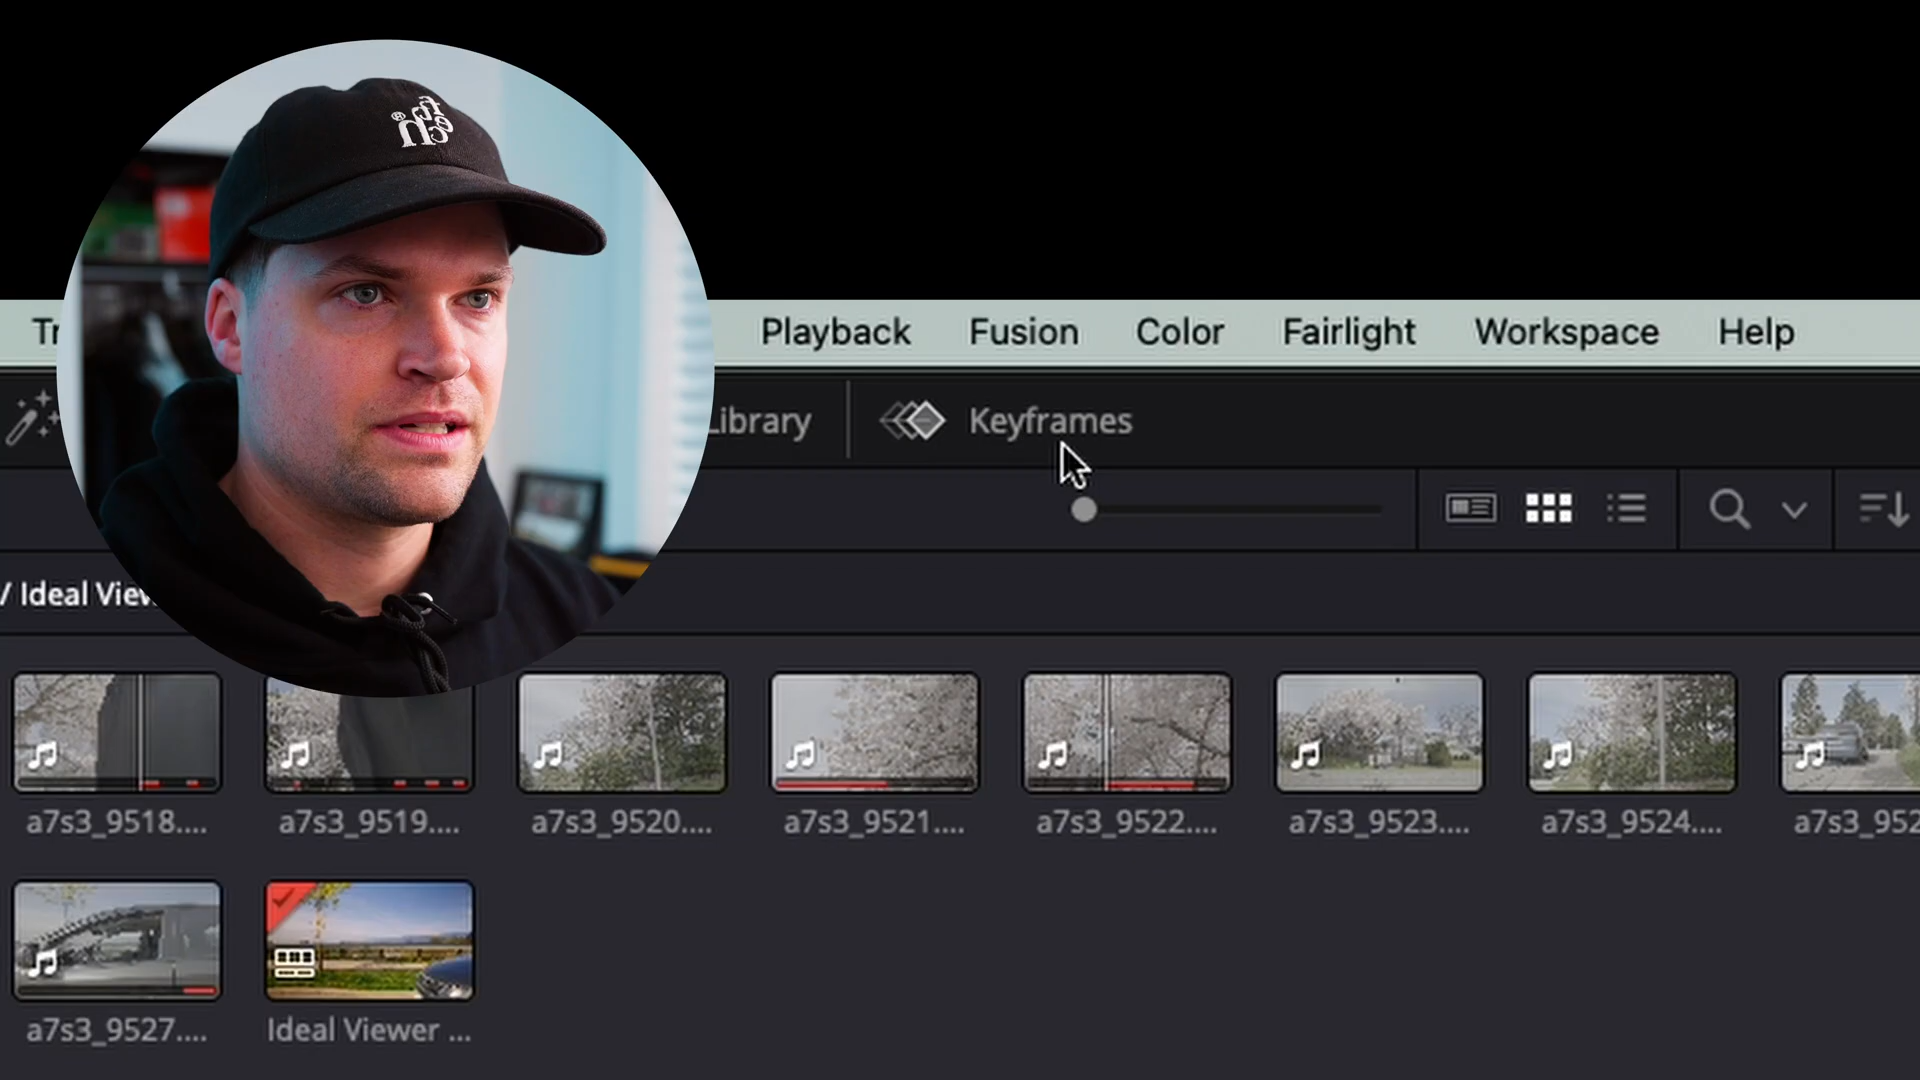 Tr Playback Fusion Color Fairlight Workspace Help
Library Keyframes
/ Ideal View
a7s3_9518.... a7s3_9519.... a7s3_9520.... a7s3_9521.... a7s3_9522.... a7s3_9523.... a7s3_9524.... a7s3_952
a7s3_9527.... Ideal Viewer ...